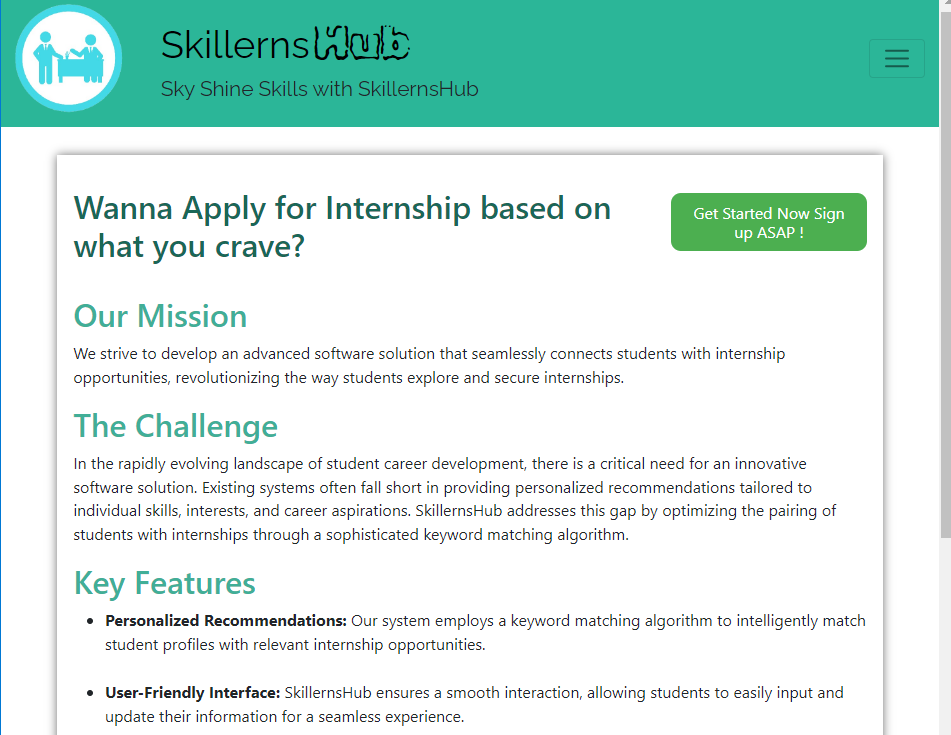 SkillernsHub
Sky Shine Skills with SkillernsHub
Wanna Apply for Internship based on
what you crave?
Get Started Now Sign
up ASAP !
Our Mission
We strive to develop an advanced software solution that seamlessly connects students with internship
opportunities, revolutionizing the way students explore and secure internships.
The Challenge
In the rapidly evolving landscape of student career development, there is a critical need for an innovative
software solution. Existing systems often fall short in providing personalized recommendations tailored to
individual skills, interests, and career aspirations. SkillernsHub addresses this gap by optimizing the pairing of
students with internships through a sophisticated keyword matching algorithm.
Key Features
• Personalized Recommendations: Our system employs a keyword matching algorithm to intelligently match
student profiles with relevant internship opportunities.
• User-Friendly Interface: SkillernsHub ensures a smooth interaction, allowing students to easily input and
update their information for a seamless experience.